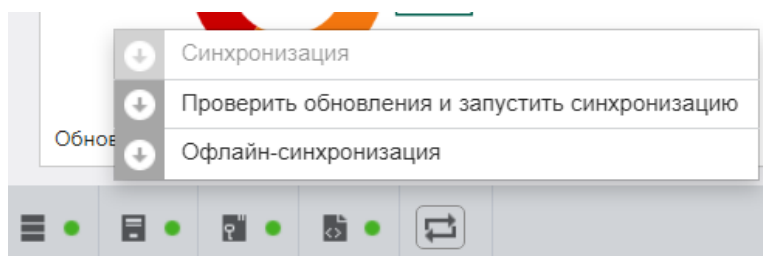 Синхронизация
Проверить обновления и запустить синхронизацию
Обнов
Офлайн-синхронизация